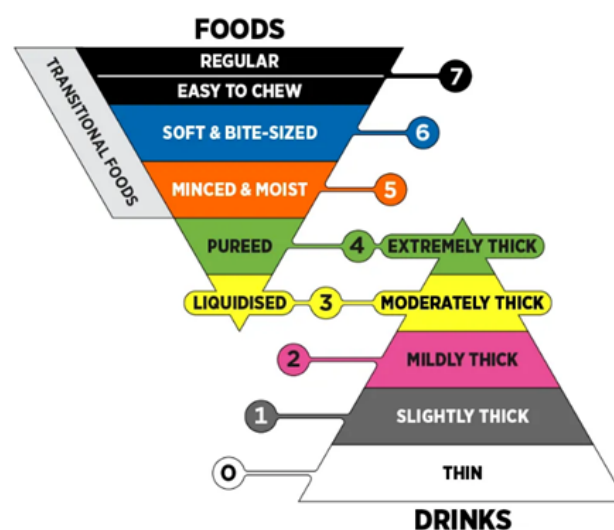 FOODS
REGULAR
7
EASY TO CHEW
TRANSITIONAL FOODS
SOFT & BITE-SIZED
6
MINCED & MOIST
5
PUREED
4
EXTREMELY THICK
LIQUIDISED
3
MODERATELY THICK
2
MILDLY THICK
1
SLIGHTLY THICK
0
THIN
DRINKS